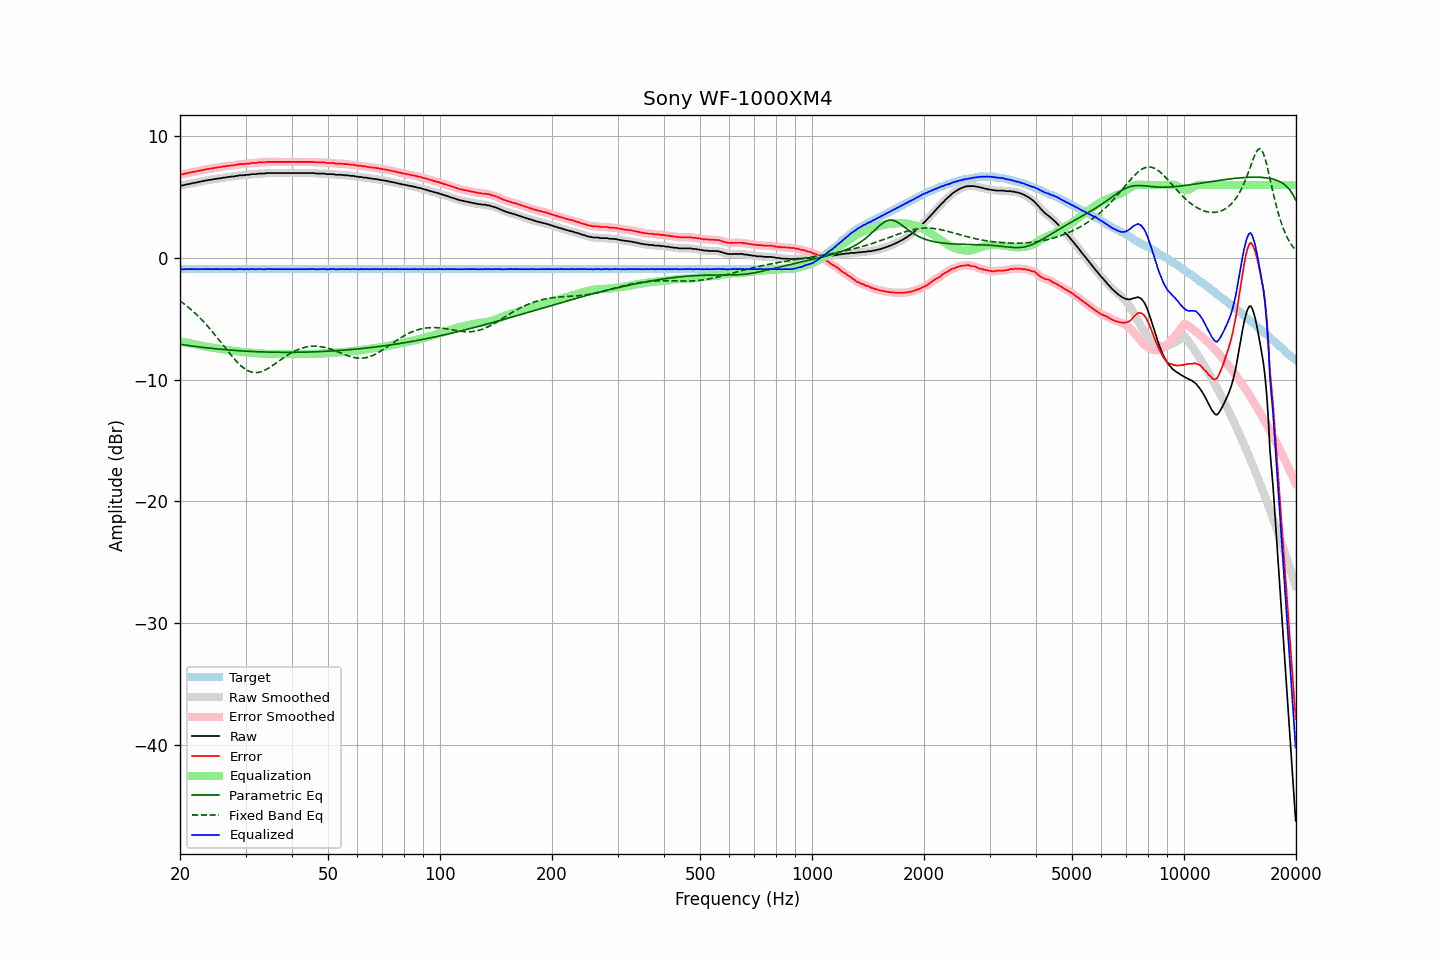 Sony WF-1000XM4
Amplitude (dBr)
10
0
−10
−20
−30
−40
Target
Raw Smoothed
Error Smoothed
Raw
Error
Equalization
Parametric Eq
Fixed Band Eq
Equalized
20 50 100 200 500 1000 2000 5000 10000 20000
Frequency (Hz)